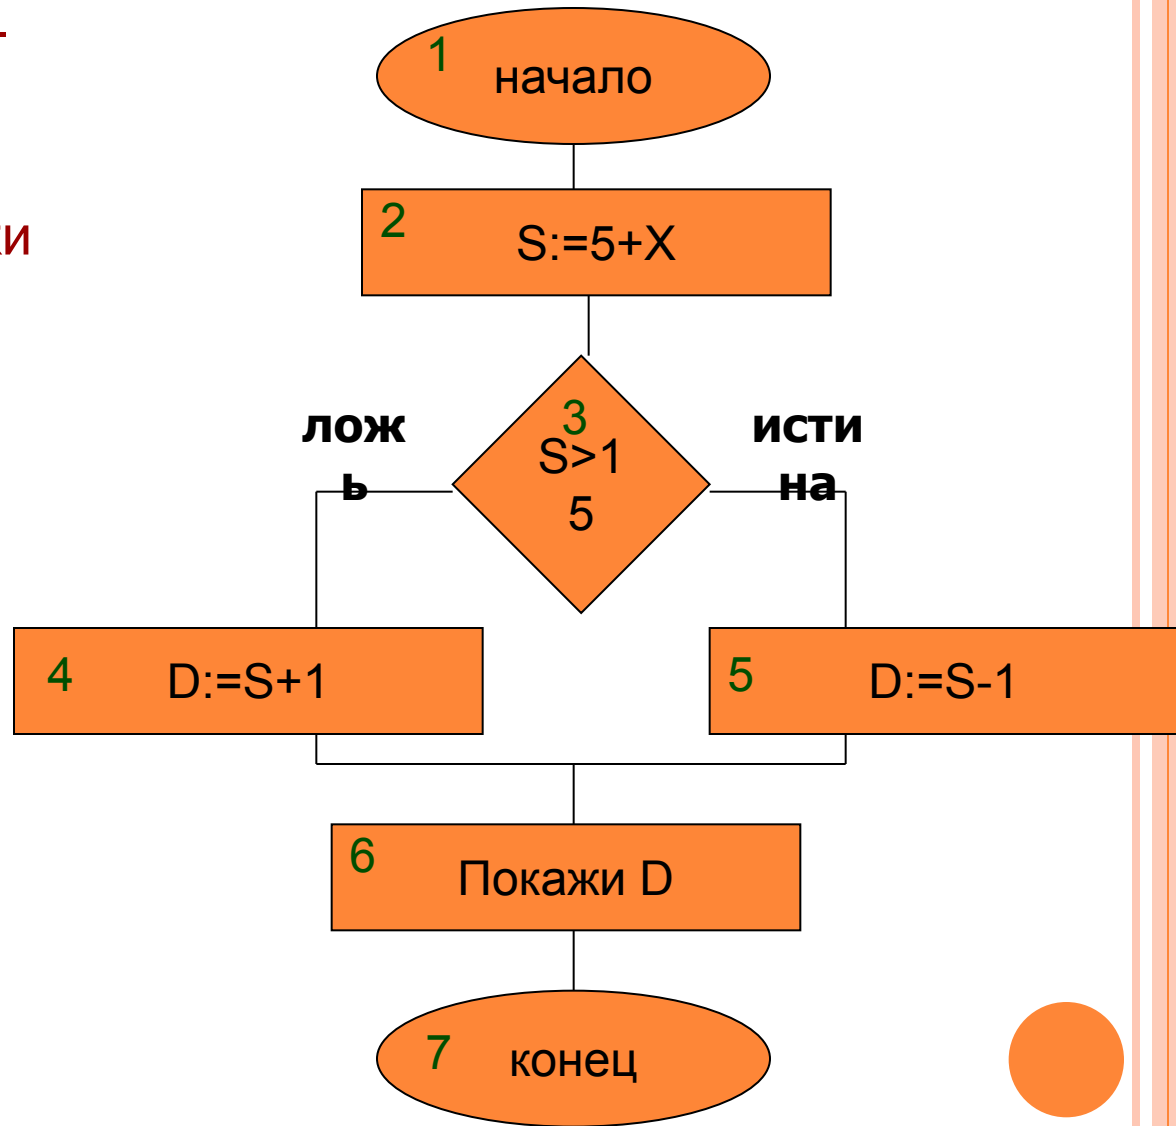 1
начало
2
S:=5+X
3
S>1
5
лож
ь
исти
на
4
D:=S+1
5
D:=S-1
6
Покажи D
7
конец